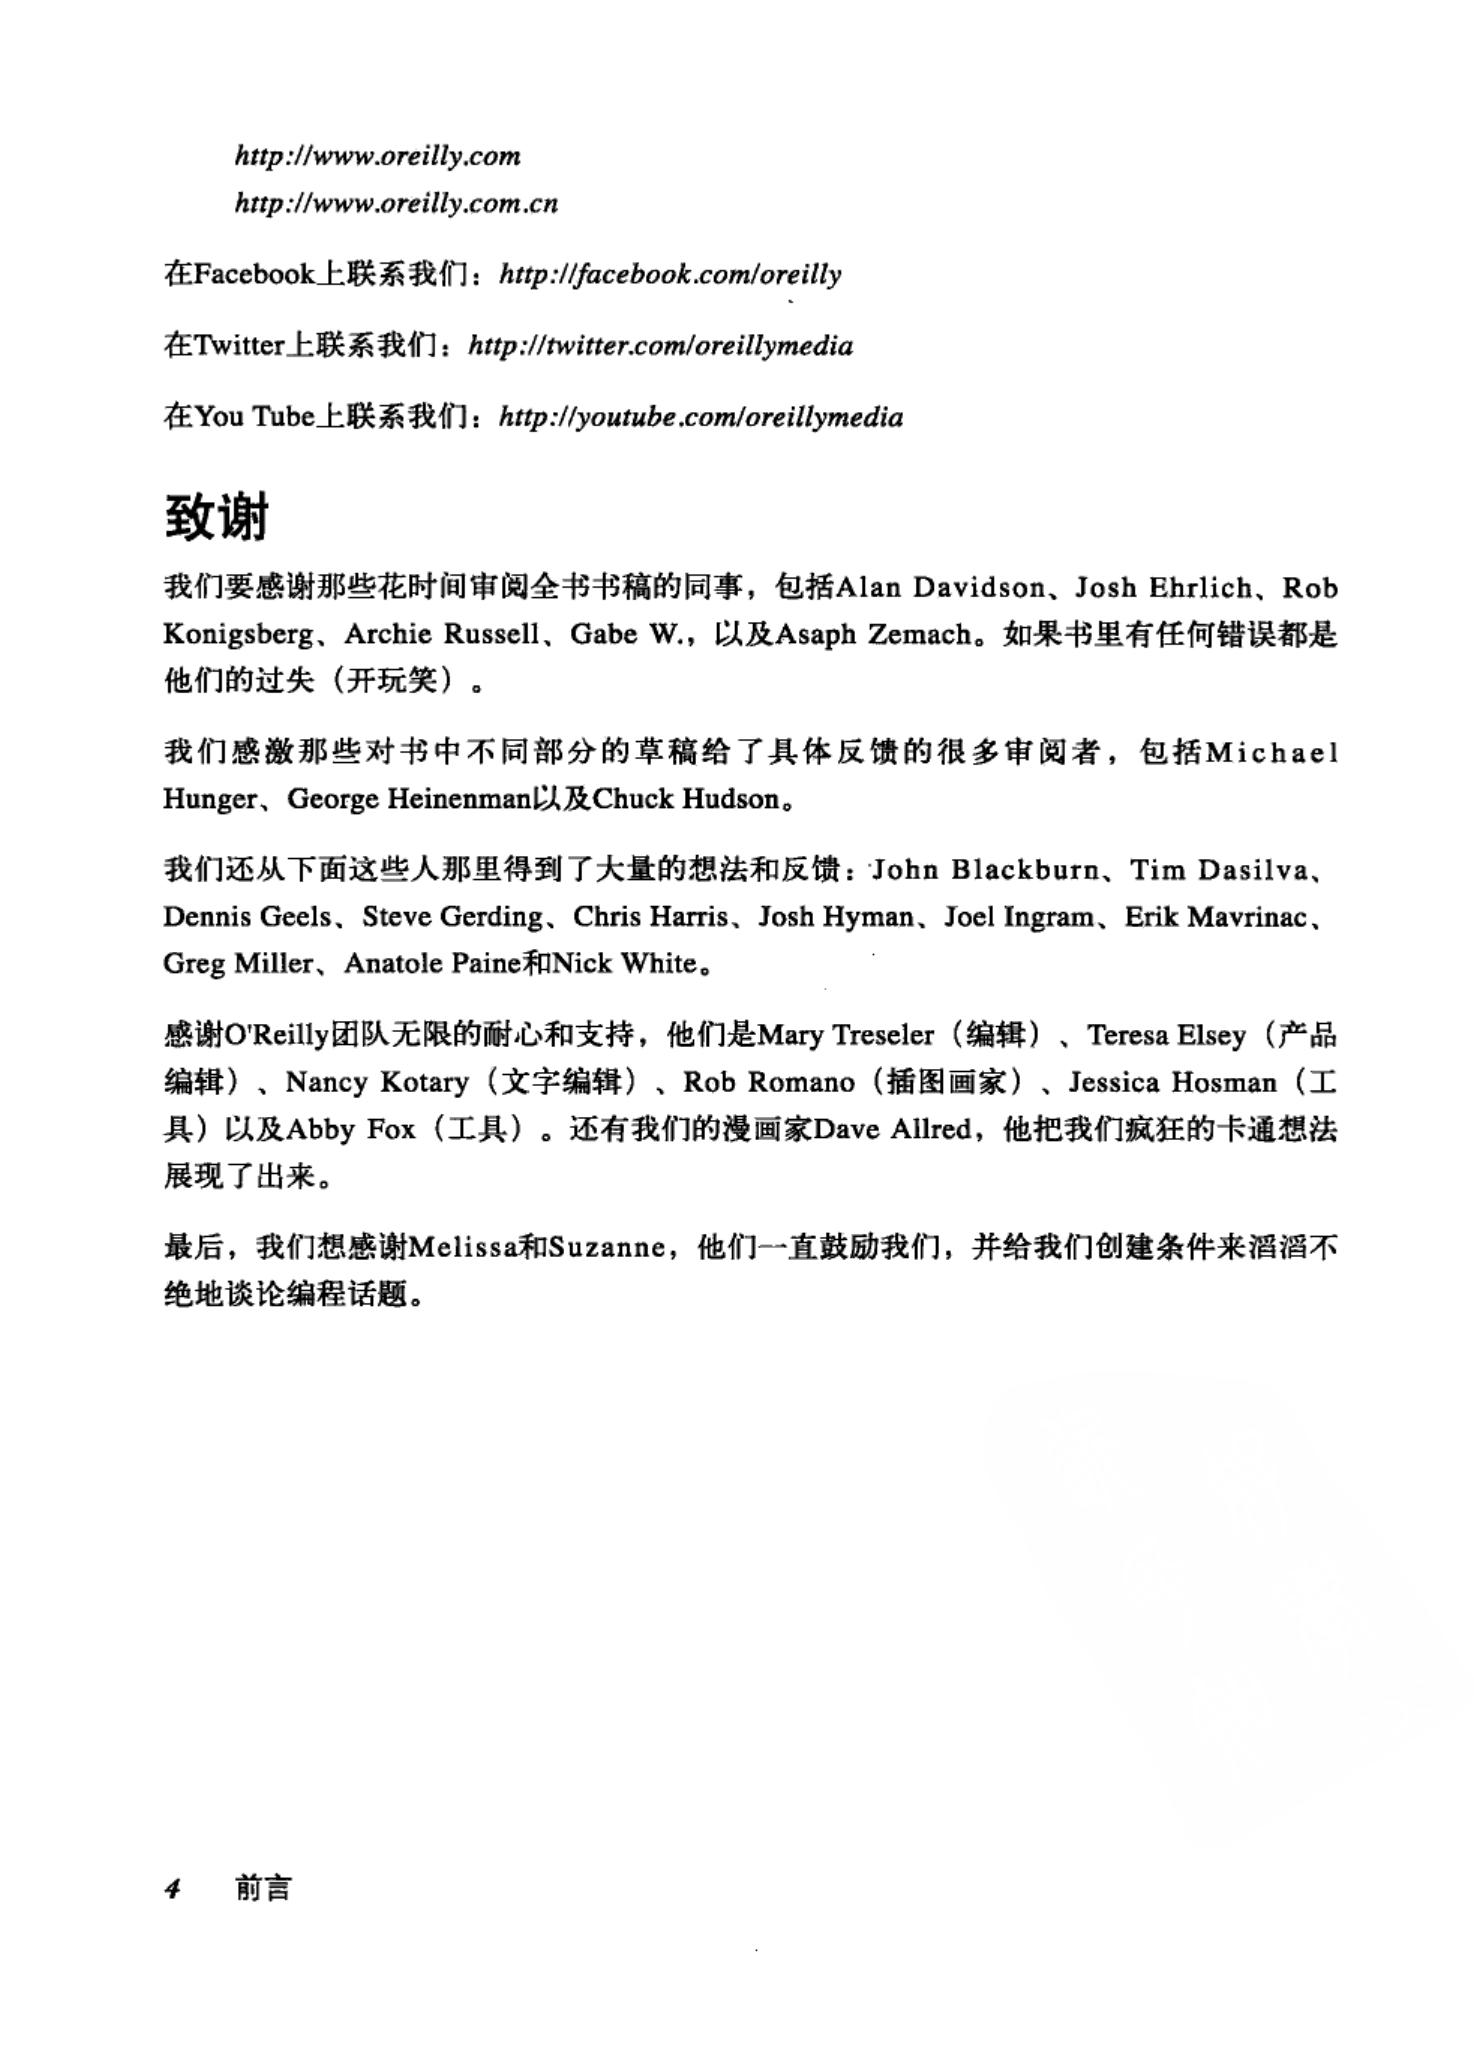 http://www.oreilly.com
http://www.oreilly.com.cn
在Facebook上联系我们：http://facebook.com/oreilly
在Twitter上联系我们：http://twitter.com/oreillymedia
在You Tube上联系我们：http://youtube.com/oreillymedia
致谢
我们要感谢那些花时间审阅全书书稿的同事，包括Alan Davidson、Josh Ehrlich、Rob
Konigsberg、Archie Russell、Gabe W.，以及Asaph Zemach。如果书里有任何错误都是
他们的过失（开玩笑）。
我们感激那些对书中不同部分的草稿给了具体反馈的很多审阅者，包括Michael
Hunger、George Heinenman以及Chuck Hudson。
我们还从下面这些人那里得到了大量的想法和反馈：John Blackburn、Tim Dasilva、
Dennis Geels、Steve Gerding、Chris Harris、Josh Hyman、Joel Ingram、Erik Mavrinac、
Greg Miller、Anatole Paine和Nick White。
感谢O'Reilly团队无限的耐心和支持，他们是Mary Treseler（编辑）、Teresa Elsey（产品
编辑）、Nancy Kotary（文字编辑）、Rob Romano（插图画家）、Jessica Hosman（工
具）以及Abby Fox（工具）。还有我们的漫画家Dave Allred，他把我们疯狂的卡通想法
展现了出来。
最后，我们想感谢Melissa和Suzanne，他们一直鼓励我们，并给我们创建条件来滔滔不
绝地谈论编程话题。
4 前言